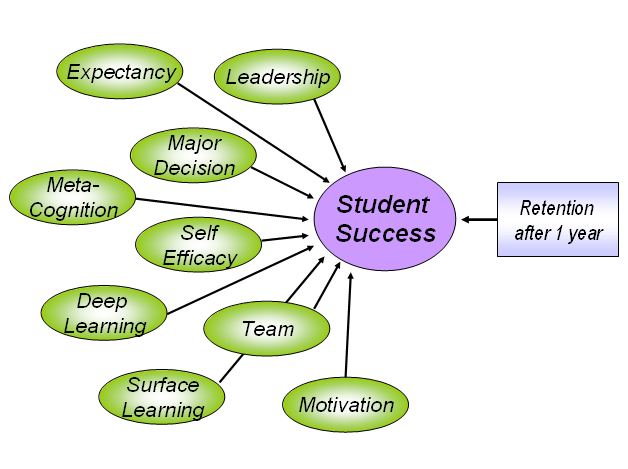 Expectancy
Leadership
Major
Decision
Meta-
Cognition
Self
Efficacy
Deep
Learning
Team
Surface
Learning
Motivation
Student
Success
Retention
after 1 year